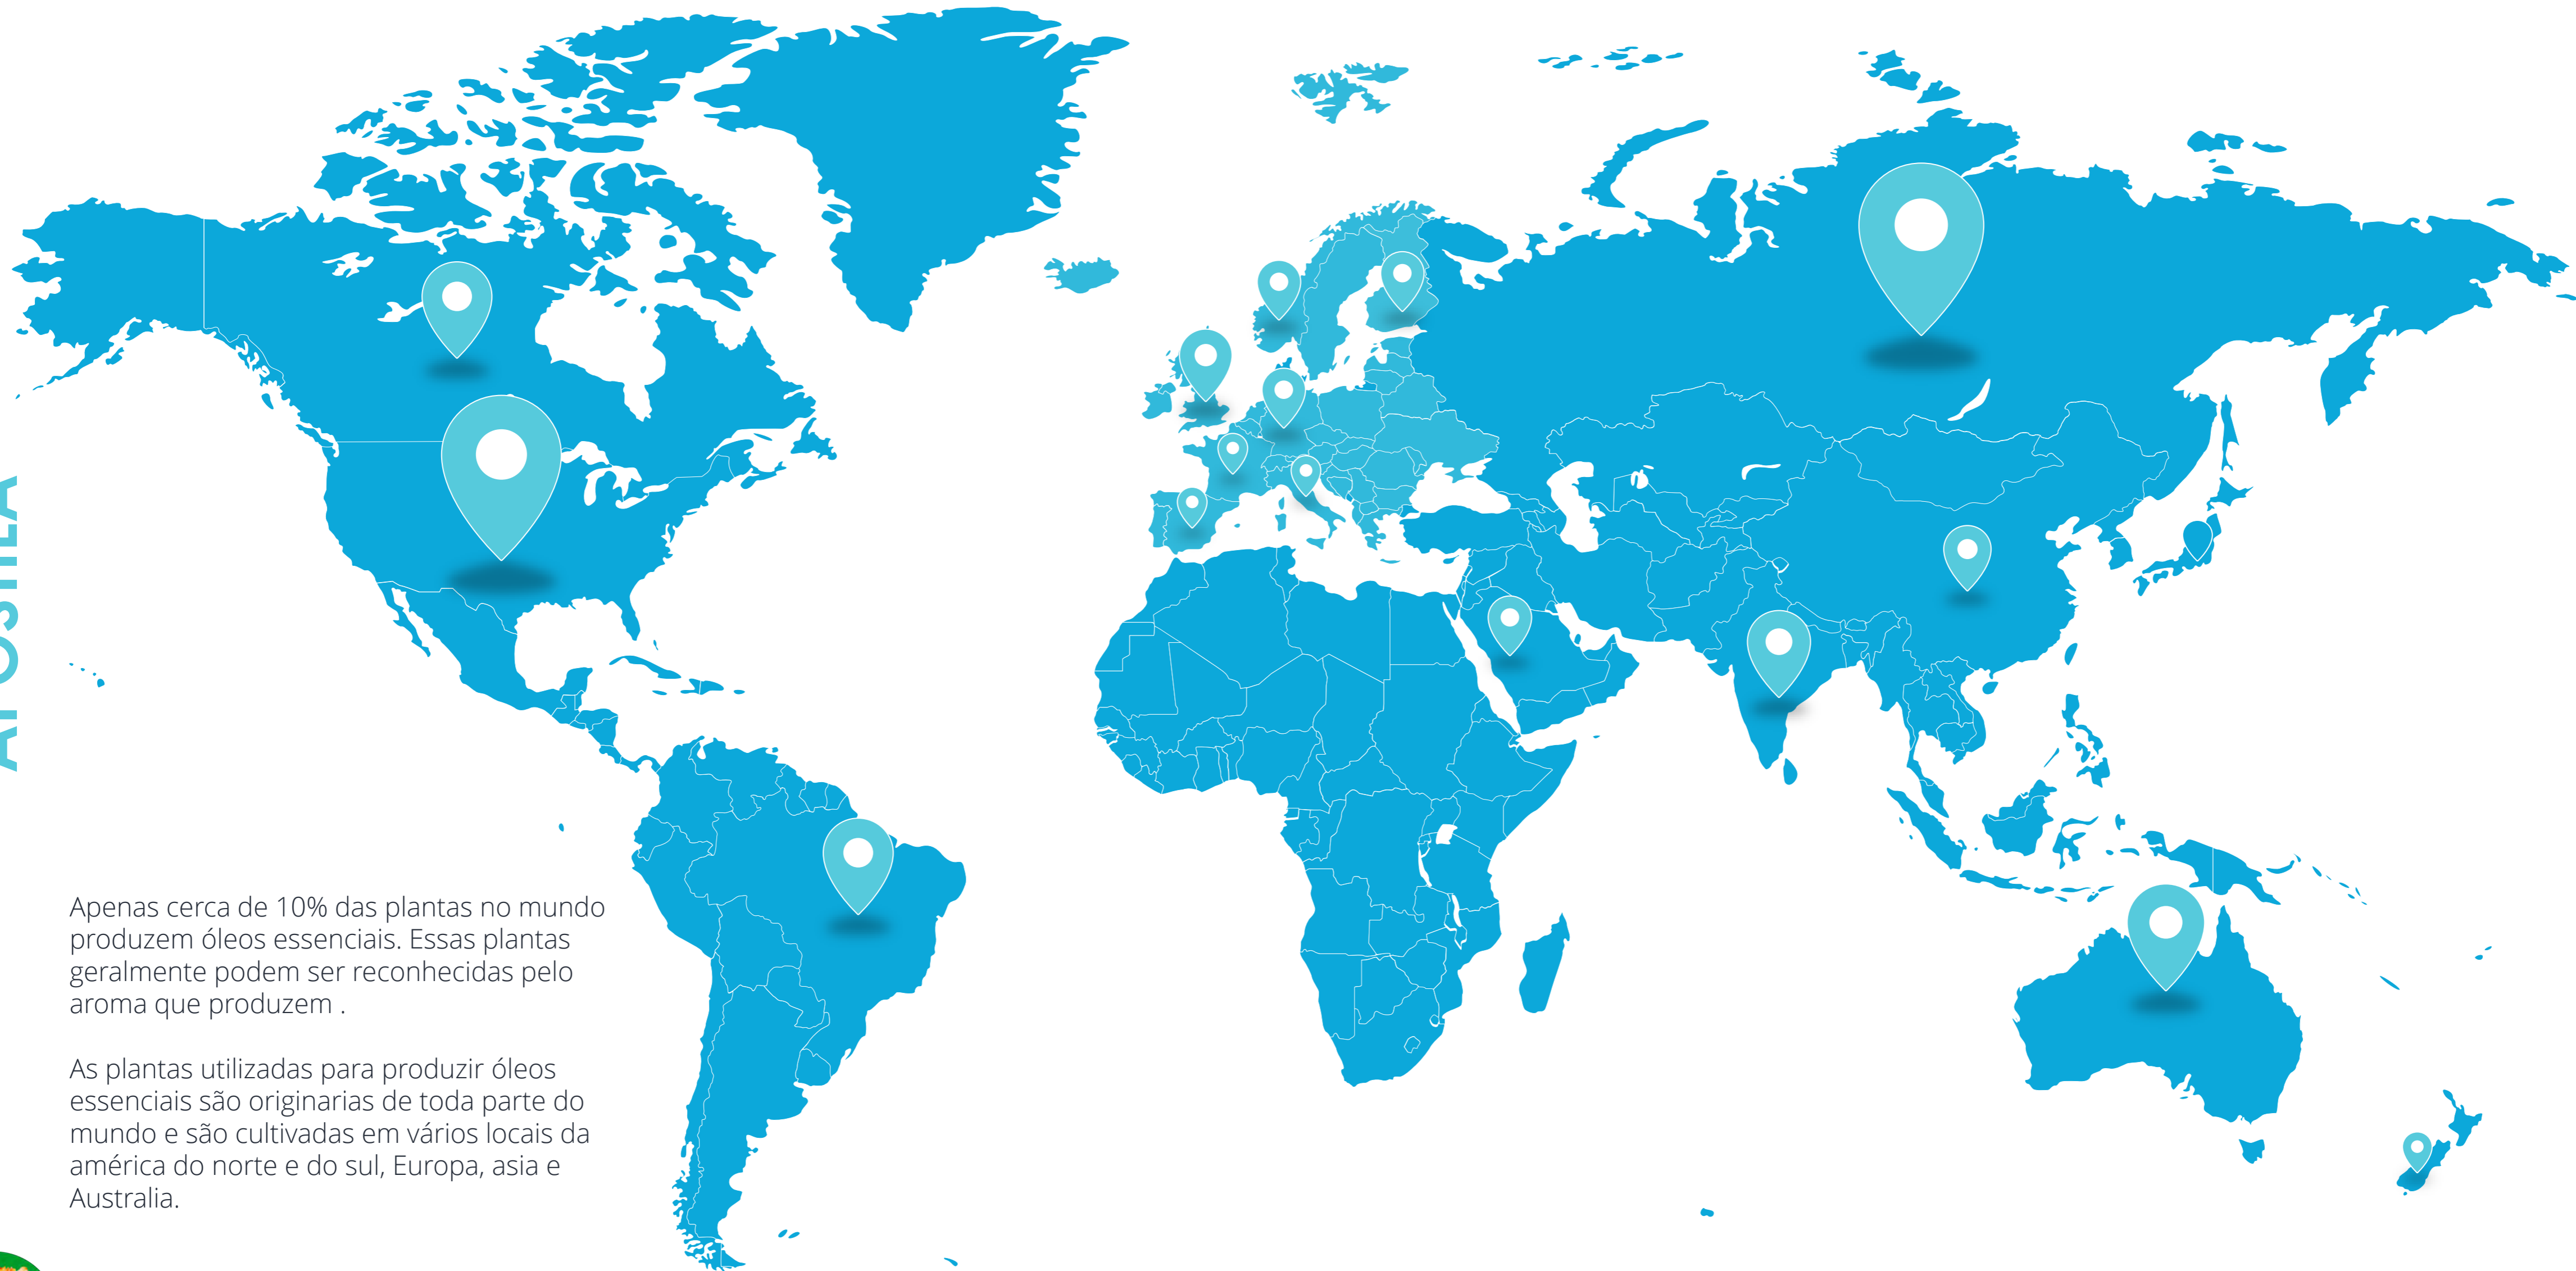 APOSTILA
Apenas cerca de 10% das plantas no mundo
produzem óleos essenciais. Essas plantas
geralmente podem ser reconhecidas pelo
aroma que produzem .
As plantas utilizadas para produzir óleos
essenciais são originarias de toda parte do
mundo e são cultivadas em vários locais da
américa do norte e do sul, Europa, asia e
Australia.